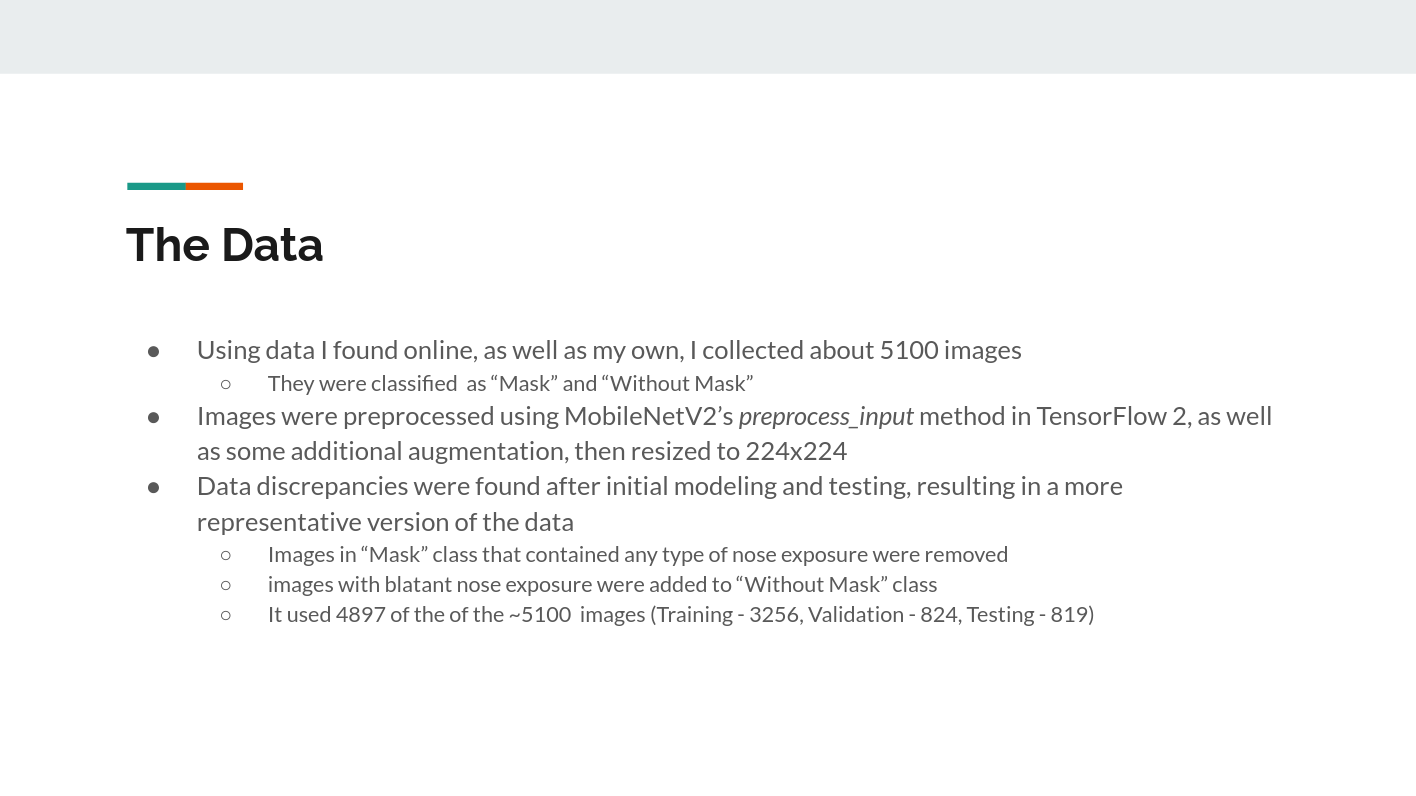 The Data
● Using data I found online, as well as my own, I collected about 5100 images
○ They were classified  as “Mask” and “Without Mask”
● Images were preprocessed using MobileNetV2’s preprocess_input method in TensorFlow 2, as well
as some additional augmentation, then resized to 224x224
● Data discrepancies were found after initial modeling and testing, resulting in a more
representative version of the data
○ Images in “Mask” class that contained any type of nose exposure were removed
○ images with blatant nose exposure were added to “Without Mask” class
○ It used 4897 of the of the ~5100  images (Training - 3256, Validation - 824, Testing - 819)